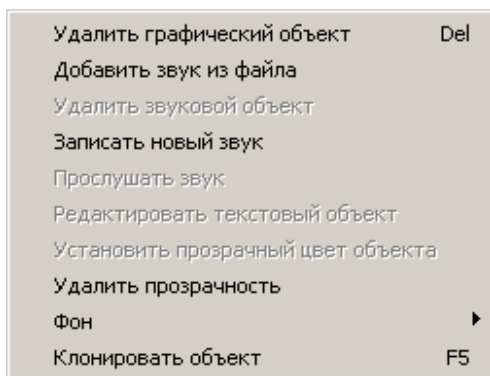 Удалить графический объект Del
Добавить звук из файла
Удалить звуковой объект
Записать новый звук
Прослушать звук
Редактировать текстовый объект
Установить прозрачный цвет объекта
Удалить прозрачность
Фон
Клонировать объект F5